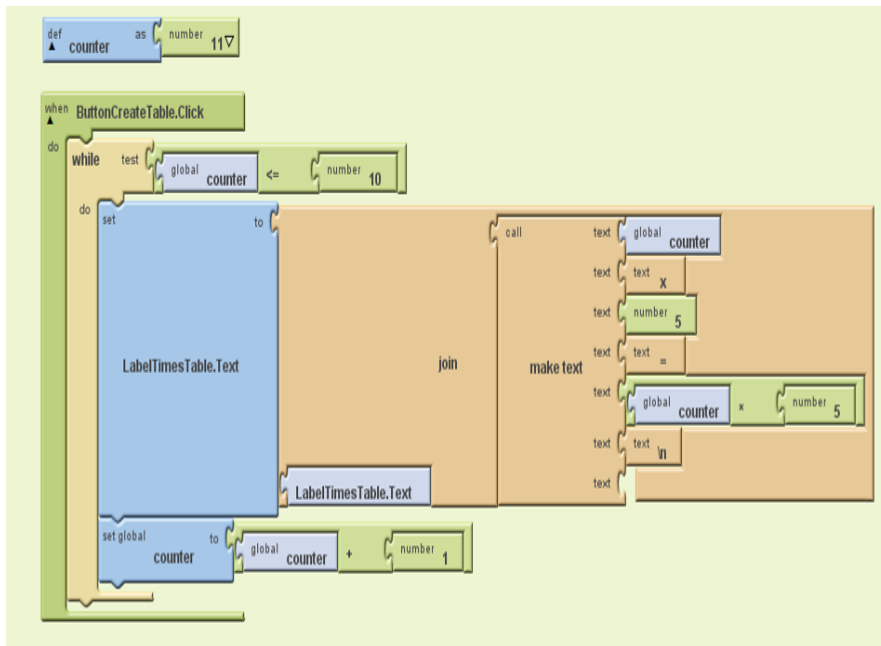 def counter as number 11
when ButtonCreateTable.Click
do while test global counter <= number 10
do set LabelTimesTable.Text to join LabelTimesTable.Text call make text text global counter
text text x
text number 5
text text =
text global counter × number 5
text text \n
text
set global counter to global counter + number 1